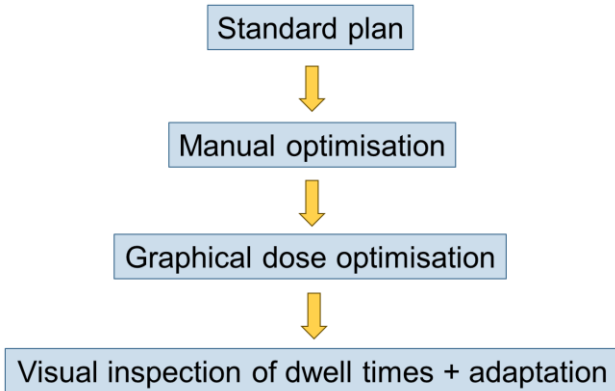 Standard plan
Manual optimisation
Graphical dose optimisation
Visual inspection of dwell times + adaptation